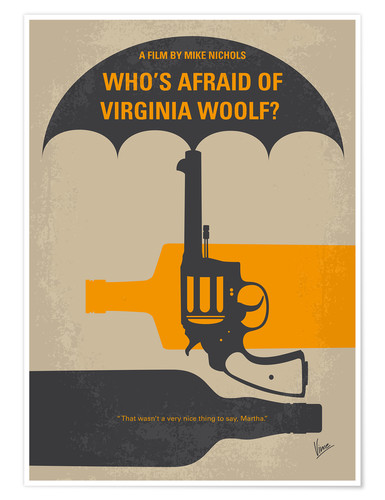 A FILM BY MIKE NICHOLS
WHO'S AFRAID OF
VIRGINIA WOOLF?
"That wasn't a very nice thing to say, Martha."